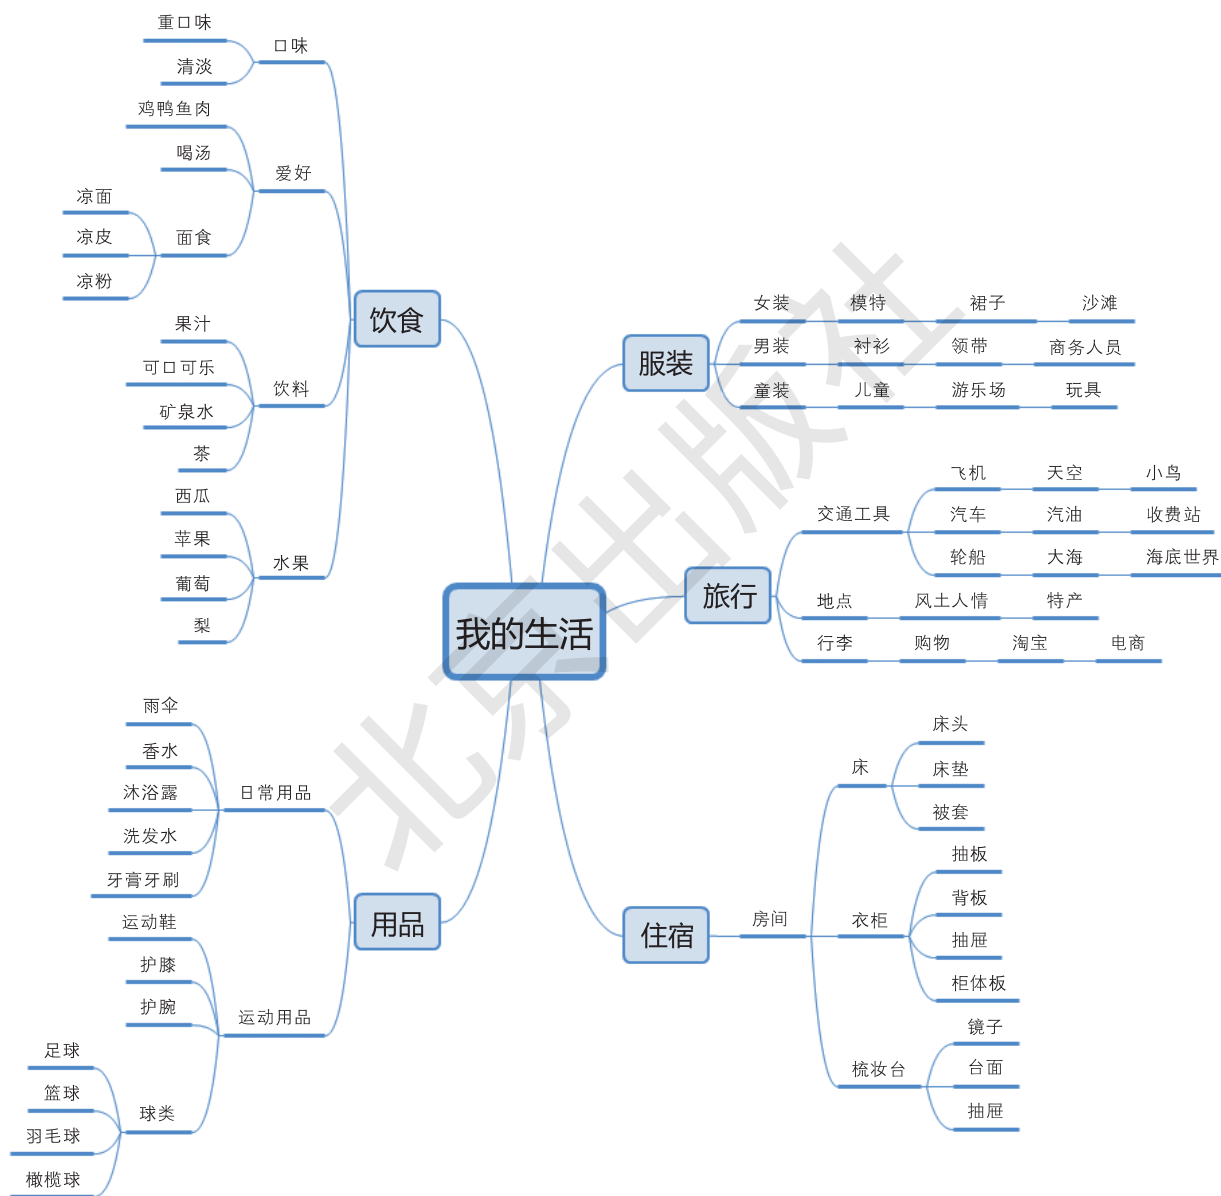 我的生活
饮食
口味
重口味
清淡
爱好
鸡鸭鱼肉
喝汤
面食
凉面
凉皮
凉粉
饮料
果汁
可口可乐
矿泉水
茶
水果
西瓜
苹果
葡萄
梨
用品
日常用品
雨伞
香水
沐浴露
洗发水
牙膏牙刷
运动用品
运动鞋
护膝
护腕
球类
足球
篮球
羽毛球
橄榄球
服装
女装
模特
裙子
沙滩
男装
衬衫
领带
商务人员
童装
儿童
游乐场
玩具
旅行
交通工具
飞机
天空
小鸟
汽车
汽油
收费站
轮船
大海
海底世界
地点
风土人情
特产
行李
购物
淘宝
电商
住宿
房间
床
床头
床垫
被套
衣柜
抽板
背板
抽屉
柜体板
梳妆台
镜子
台面
抽屉
北京出版社